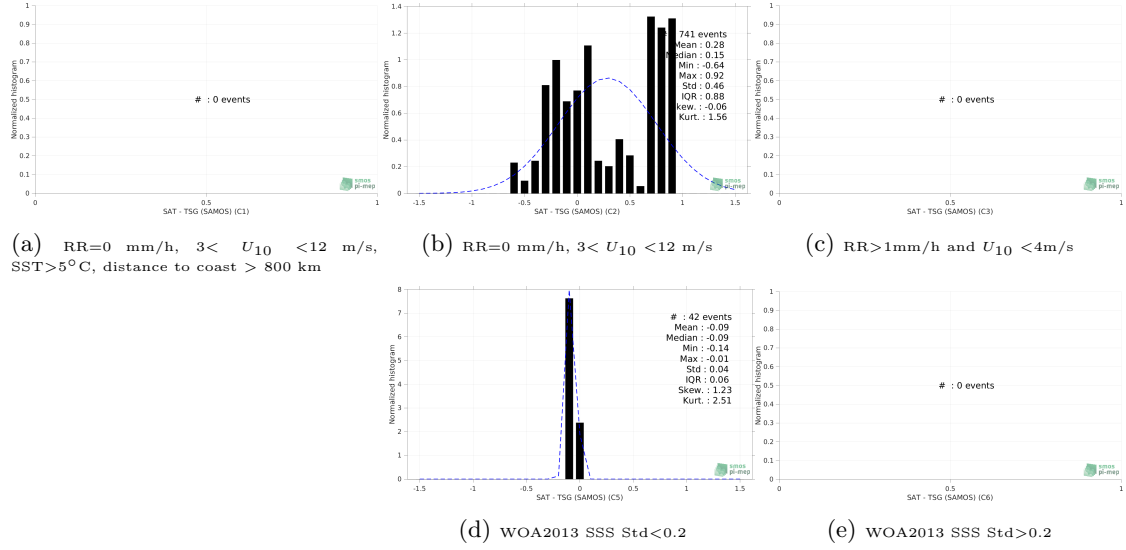 1
0.9
0.8
0.7
0.6
0.5
0.4
0.3
0.2
0.1
0
Normalized histogram
# : 0 events
smos
pi-mep
0 0.5 1
SAT - TSG (SAMOS) (C1)
(a) RR=0 mm/h, 3< U10 <12 m/s,
SST>5°C, distance to coast > 800 km
1.4
1.2
1
0.8
0.6
0.4
0.2
0
Normalized histogram
# : 741 events
Mean : 0.28
Median : 0.15
Min : -0.64
Max : 0.92
Std : 0.46
IQR : 0.88
Skew. : -0.06
Kurt. : 1.56
smos
pi-mep
-1.5 -1 -0.5 0 0.5 1 1.5
SAT - TSG (SAMOS) (C2)
(b) RR=0 mm/h, 3< U10 <12 m/s
1
0.9
0.8
0.7
0.6
0.5
0.4
0.3
0.2
0.1
0
Normalized histogram
# : 0 events
smos
pi-mep
0 0.5 1
SAT - TSG (SAMOS) (C3)
(c) RR>1mm/h and U10 <4m/s
8
7
6
5
4
3
2
1
0
Normalized histogram
# : 42 events
Mean : -0.09
Median : -0.09
Min : -0.14
Max : -0.01
Std : 0.04
IQR : 0.06
Skew. : 1.23
Kurt. : 2.51
smos
pi-mep
-1.5 -1 -0.5 0 0.5 1 1.5
SAT - TSG (SAMOS) (C5)
(d) WOA2013 SSS Std<0.2
1
0.9
0.8
0.7
0.6
0.5
0.4
0.3
0.2
0.1
0
Normalized histogram
# : 0 events
smos
pi-mep
0 0.5 1
SAT - TSG (SAMOS) (C6)
(e) WOA2013 SSS Std>0.2